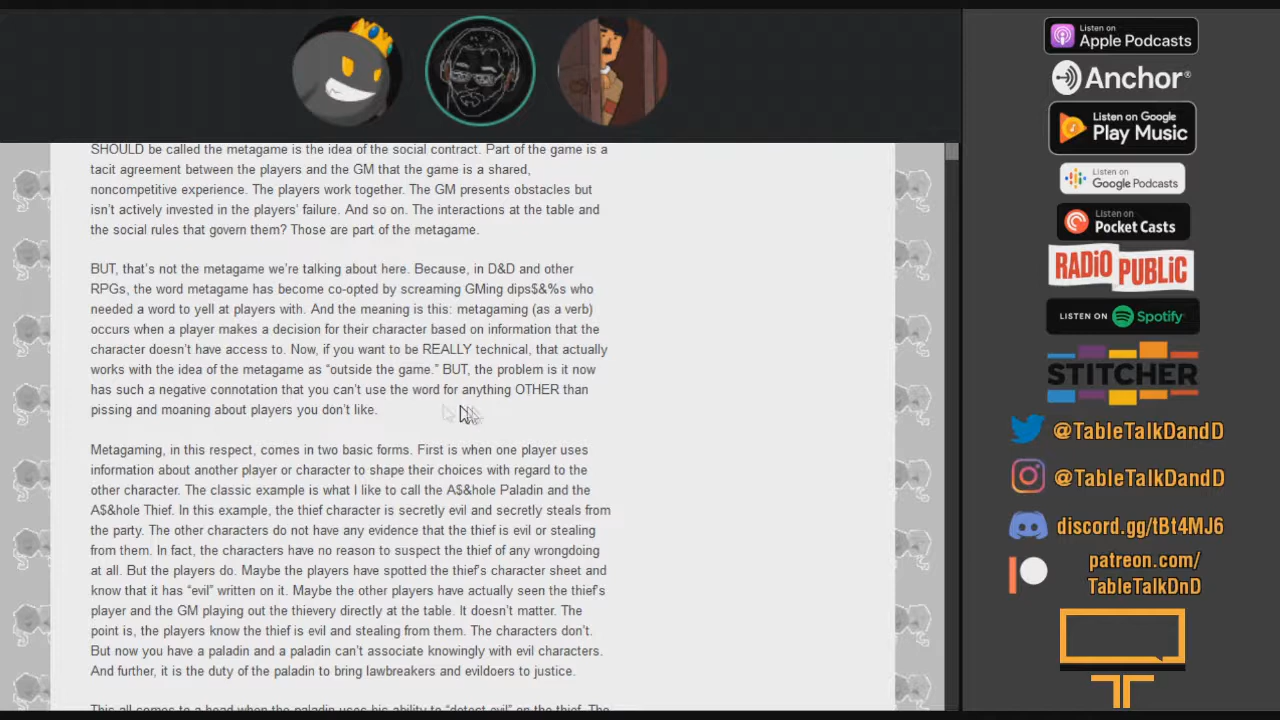 SHOULD be called the metagame is the idea of the social contract. Part of the game is a
tacit agreement between the players and the GM that the game is a shared,
noncompetitive experience. The players work together. The GM presents obstacles but
isn’t actively invested in the players’ failure. And so on. The interactions at the table and
the social rules that govern them? Those are part of the metagame.
BUT, that’s not the metagame we’re talking about here. Because, in D&D and other
RPGs, the word metagame has become co-opted by screaming GMing dips$&%s who
needed a word to yell at players with. And the meaning is this: metagaming (as a verb)
occurs when a player makes a decision for their character based on information that the
character doesn’t have access to. Now, if you want to be REALLY technical, that actually
works with the idea of the metagame as “outside the game.” BUT, the problem is it now
has such a negative connotation that you can’t use the word for anything OTHER than
pissing and moaning about players you don’t like.
Metagaming, in this respect, comes in two basic forms. First is when one player uses
information about another player or character to shape their choices with regard to the
other character. The classic example is what I like to call the A$&hole Paladin and the
A$&hole Thief. In this example, the thief character is secretly evil and secretly steals from
the party. The other characters do not have any evidence that the thief is evil or stealing
from them. In fact, the characters have no reason to suspect the thief of any wrongdoing
at all. But the players do. Maybe the players have spotted the thief’s character sheet and
know that it has “evil” written on it. Maybe the other players have actually seen the thief’s
player and the GM playing out the thievery directly at the table. It doesn’t matter. The
point is, the players know the thief is evil and stealing from them. The characters don’t.
But now you have a paladin and a paladin can’t associate knowingly with evil characters.
And further, it is the duty of the paladin to bring lawbreakers and evildoers to justice.
This all comes to a head when the paladin uses his ability to “detect evil” on the thief. The
Listen on
Apple Podcasts
Anchor®
Listen on Google
Play Music
Listen on
Google Podcasts
Listen on
Pocket Casts
RADiO
PUBLiC
LISTEN ON Spotify
STITCHER
@TableTalkDandD
@TableTalkDandD
discord.gg/tBt4MJ6
patreon.com/
TableTalkDnD